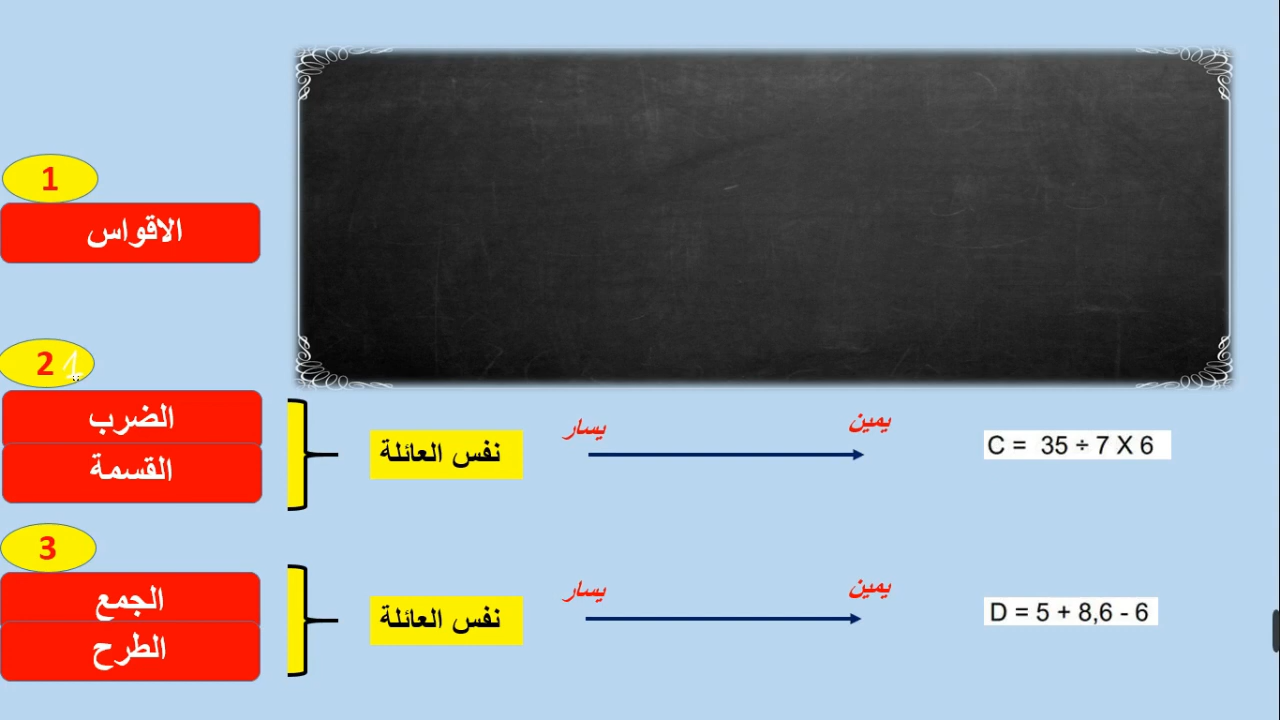 1
الاقواس
2 1
الضرب
القسمة
نفس العائلة
يسار
يمين
C = 35 ÷ 7 X 6
3
الجمع
الطرح
نفس العائلة
يسار
يمين
D = 5 + 8,6 - 6